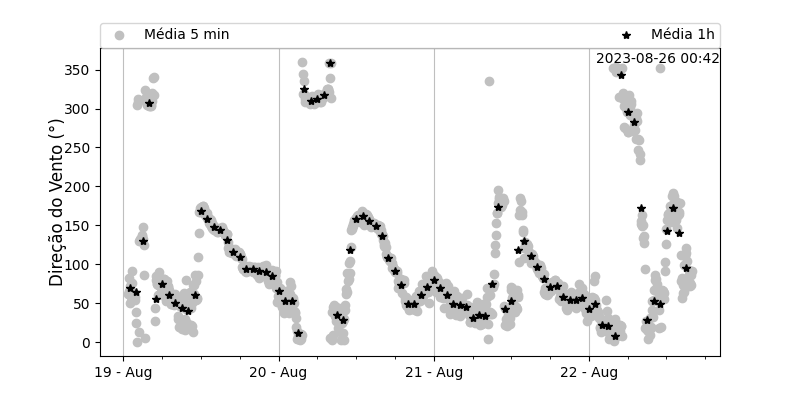 Média 5 min
Média 1h
2023-08-26 00:42
Direção do Vento (°)
350
300
250
200
150
100
50
0
19 - Aug
20 - Aug
21 - Aug
22 - Aug